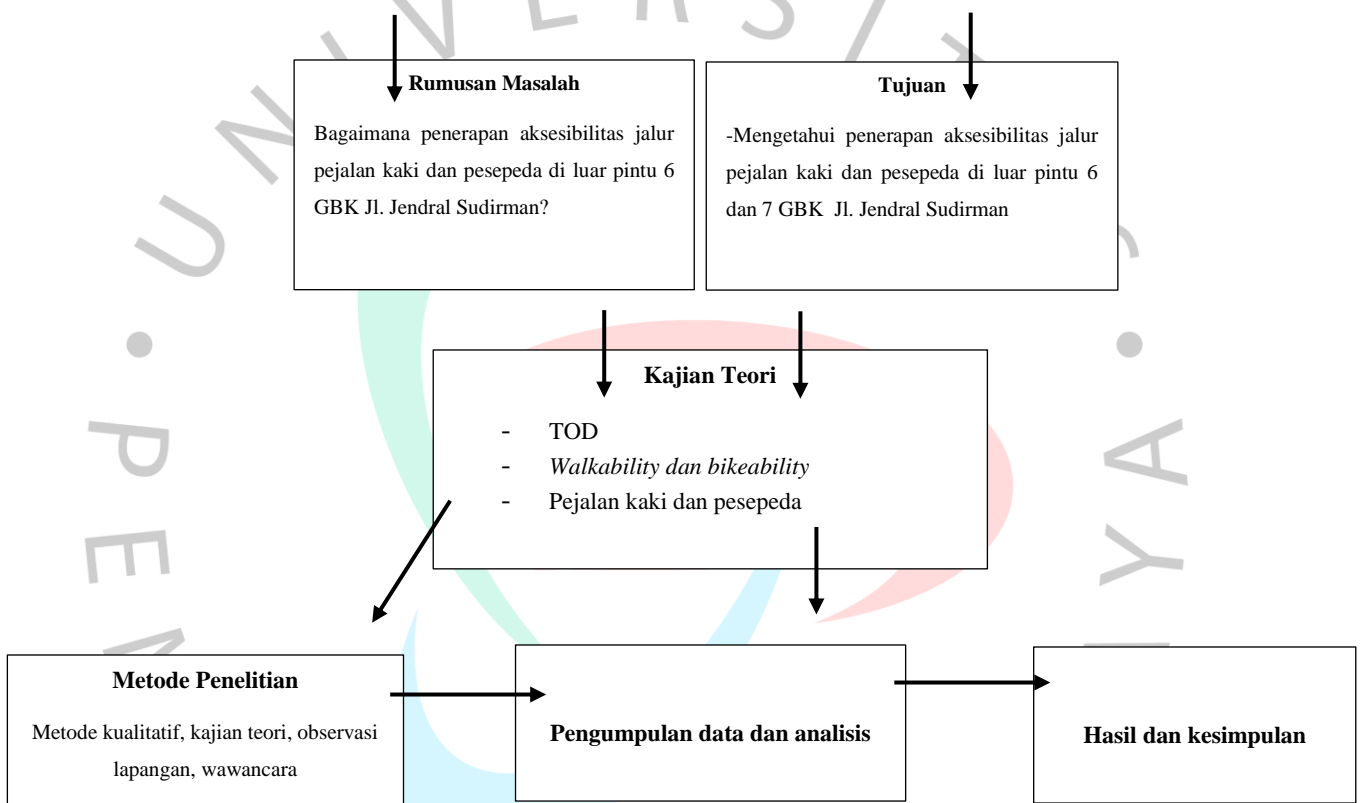 Rumusan Masalah
Bagaimana penerapan aksesibilitas jalur
pejalan kaki dan pesepeda di luar pintu 6
GBK Jl. Jendral Sudirman?
Tujuan
-Mengetahui penerapan aksesibilitas jalur
pejalan kaki dan pesepeda di luar pintu 6
dan 7 GBK Jl. Jendral Sudirman
Kajian Teori
- TOD
- Walkability dan bikeability
- Pejalan kaki dan pesepeda
Metode Penelitian
Metode kualitatif, kajian teori, observasi
lapangan, wawancara
Pengumpulan data dan analisis
Hasil dan kesimpulan